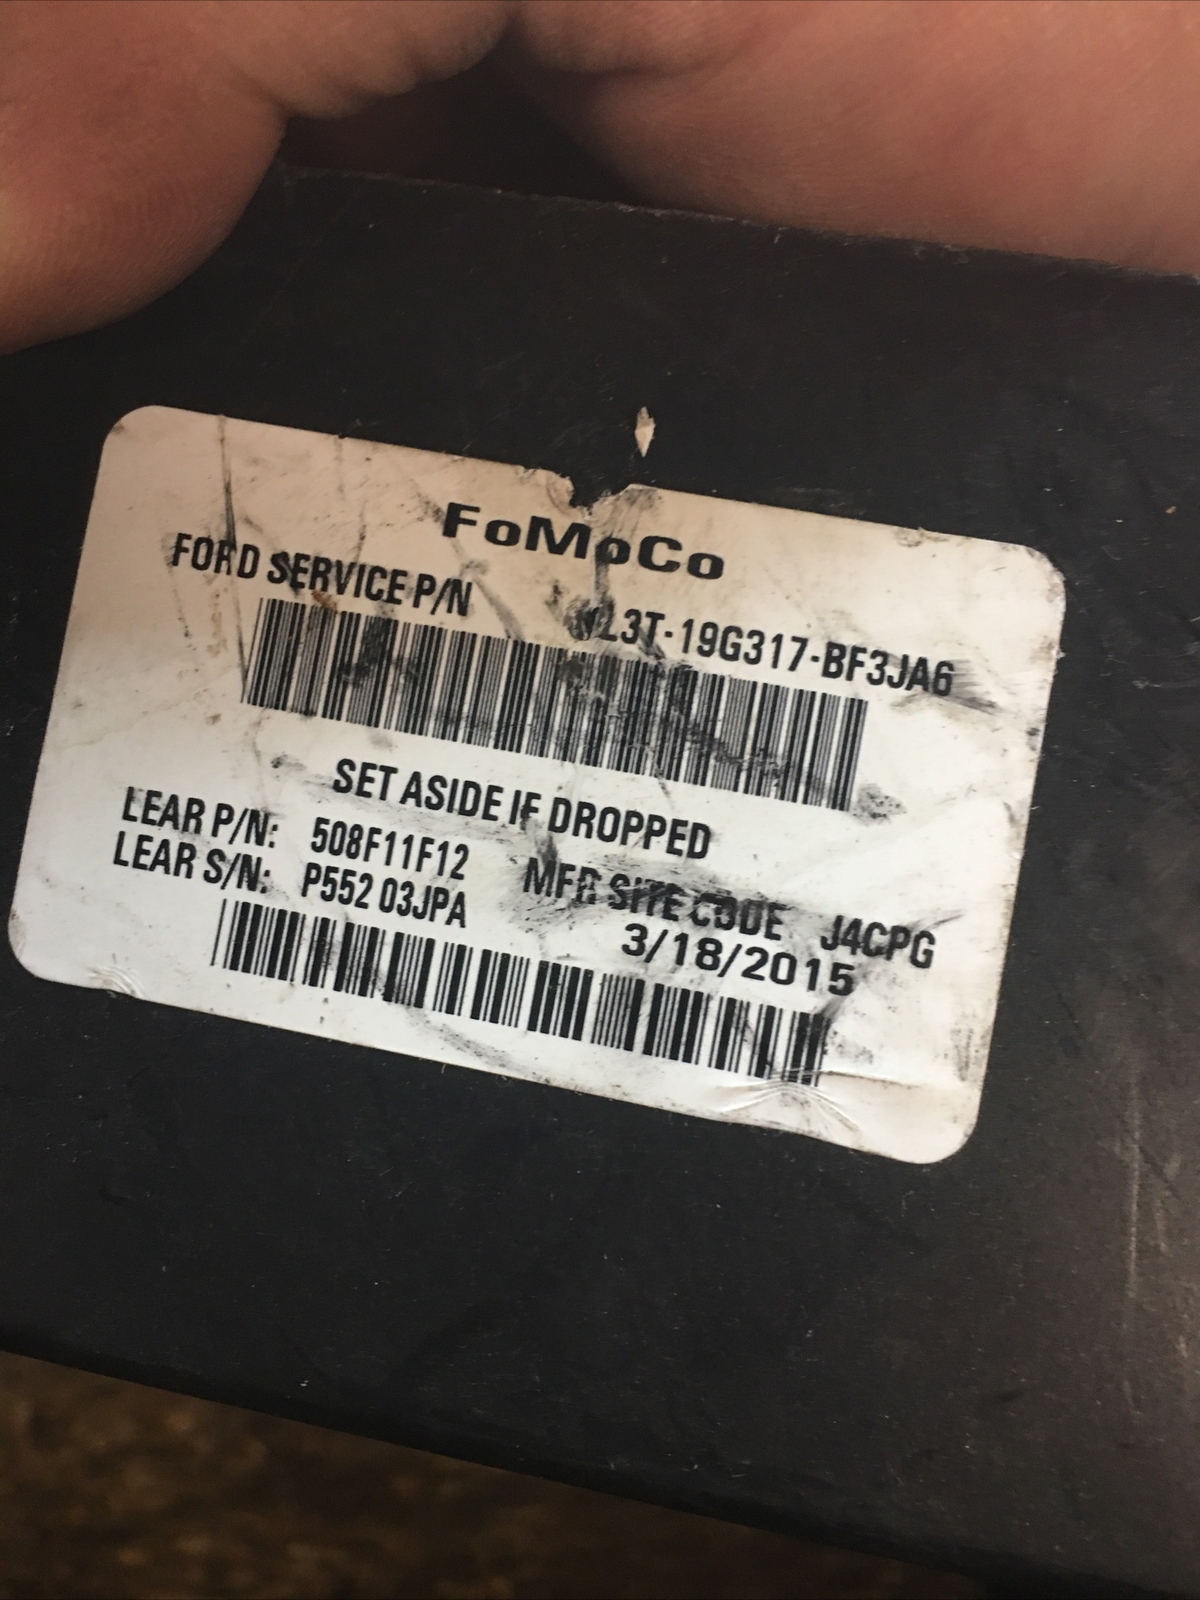 FoMoCo
FORD SERVICE P/N
L3T-19G317-BF3JA6
SET ASIDE IF DROPPED
LEAR P/N: 508F11F12
LEAR S/N: P552 03JPA
MFR SITE CODE J4CPG
3/18/2015